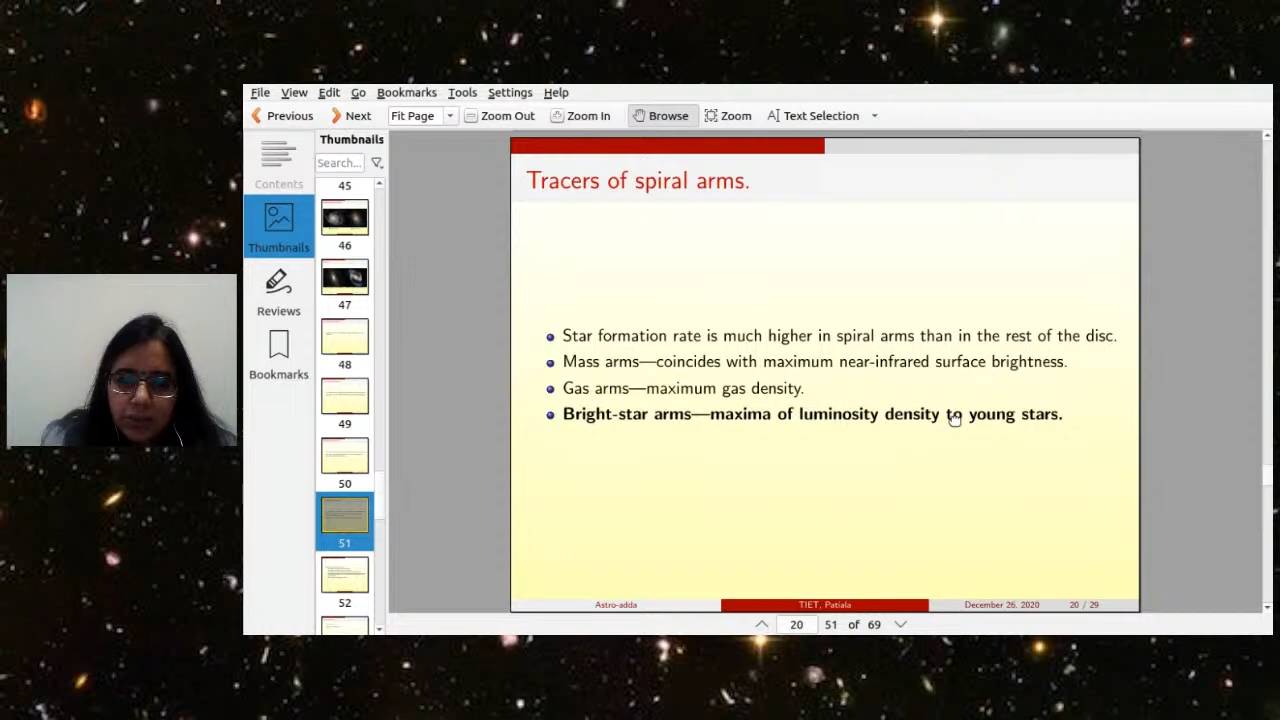 File View Edit Go Bookmarks Tools Settings Help
Previous Next Fit Page Zoom Out Zoom In Browse Zoom Text Selection
Thumbnails
Search...
Contents
Thumbnails
Reviews
Bookmarks
45
46
47
48
49
50
51
52
Tracers of spiral arms.
Star formation rate is much higher in spiral arms than in the rest of the disc.
Mass arms—coincides with maximum near-infrared surface brightness.
Gas arms—maximum gas density.
Bright-star arms—maxima of luminosity density to young stars.
Astro-adda TIET, Patiala December 26, 2020 20 / 29
20 51 of 69